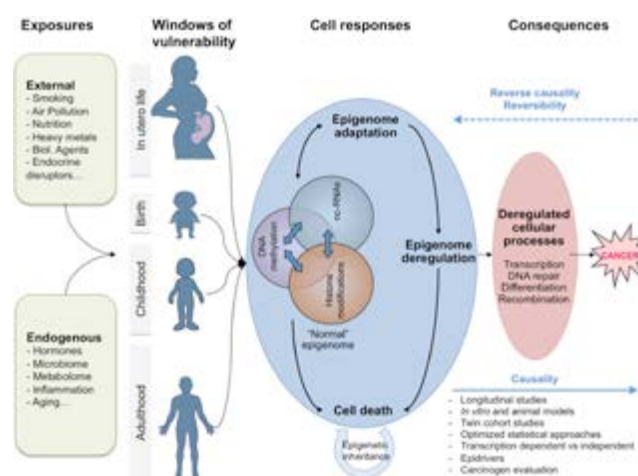 Exposures
Windows of
vulnerability
Cell responses
Consequences
External
- Smoking
- Air Pollution
- Nutrition
- Heavy metals
- Biol. Agents
- Endocrine
disruptors...
Endogenous
- Hormones
- Microbiome
- Metabolome
- Inflammation
- Aging...
In utero life
Birth
Childhood
Adulthood
Epigenome
adaptation
nc-RNAs
DNA
methylation
Histone
modifications
"Normal"
epigenome
Epigenome
deregulation
Cell death
Epigenetic
inheritance
Reverse causality
Reversibility
Deregulated
cellular
processes
Transcription
DNA repair
Differentiation
Recombination
CANCER
Causality
- Longitudinal studies
- In vitro and animal models
- Twin cohort studies
- Optimized statistical approaches
- Transcription dependent vs independent
- Epidrivers
- Carcinogen evaluation